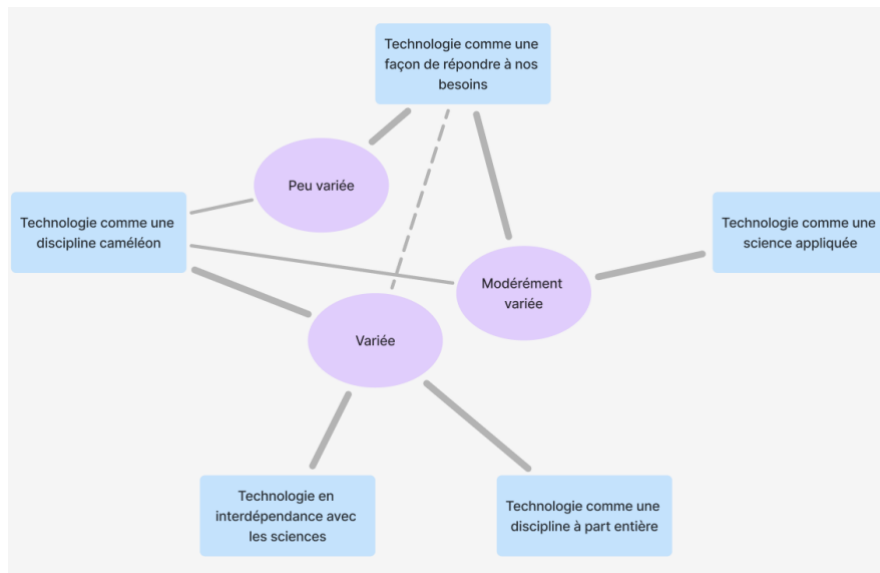 Technologie comme une
façon de répondre à nos
besoins
Peu variée
Technologie comme une
discipline caméléon
Technologie comme une
science appliquée
Modérément
variée
Variée
Technologie en
interdépendance avec
les sciences
Technologie comme une
discipline à part entière